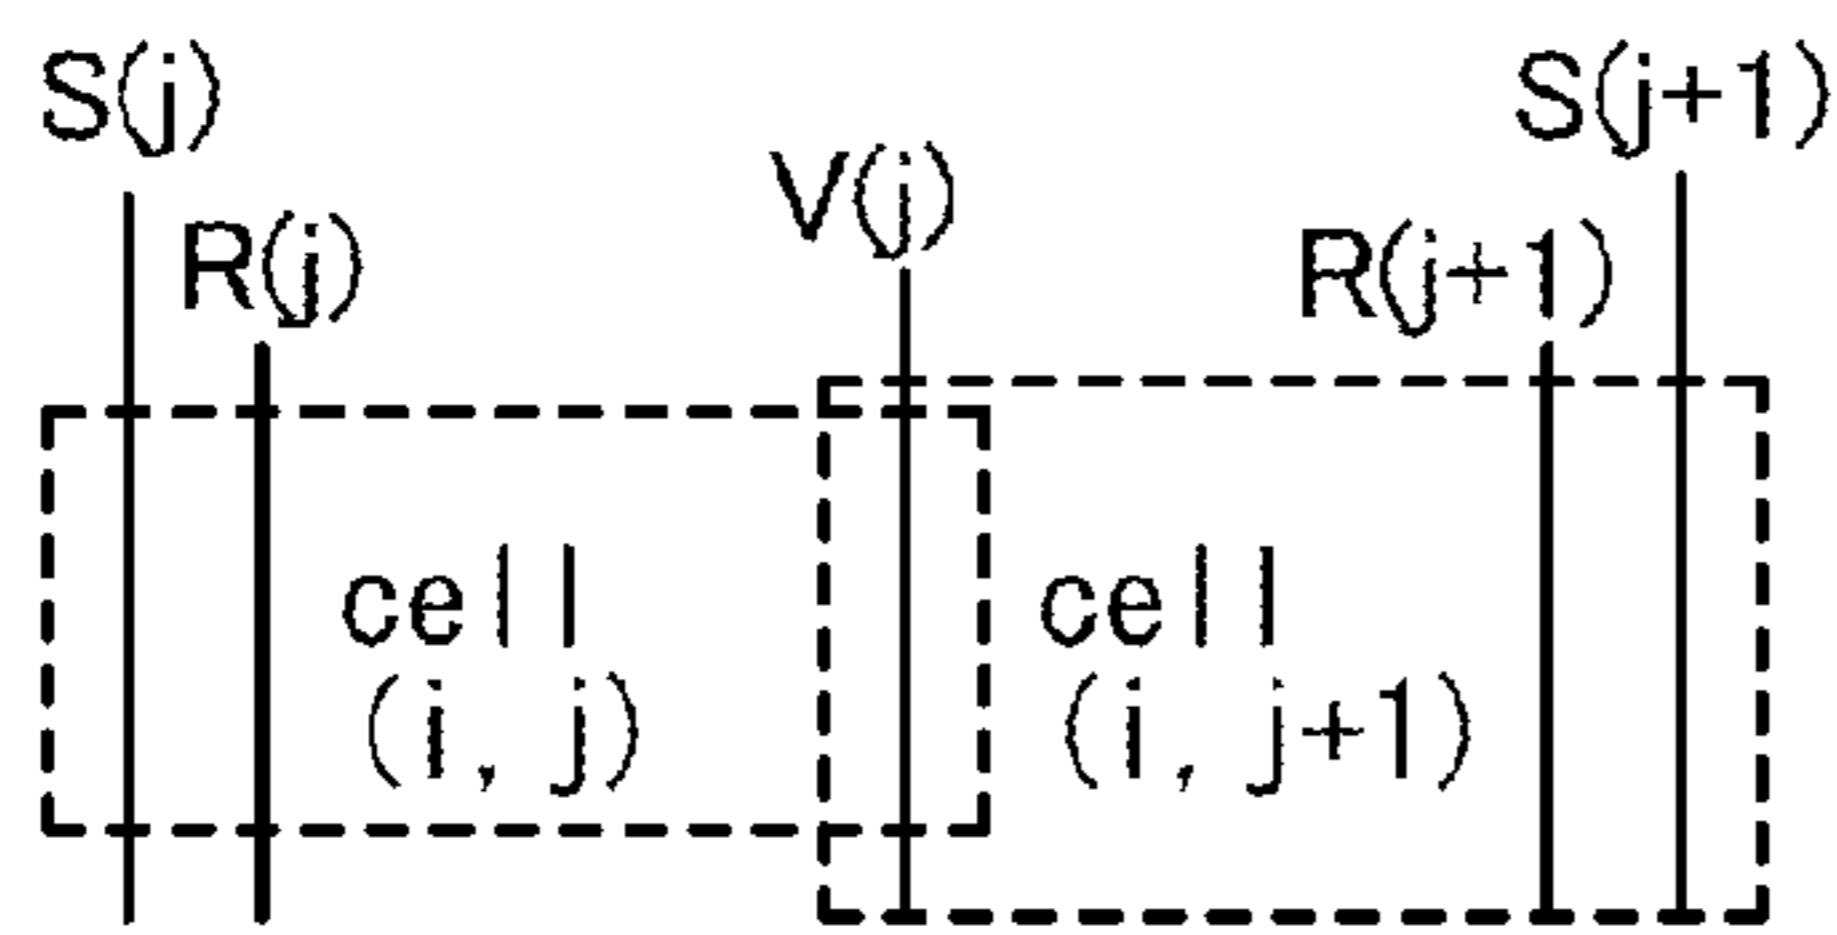 S(j)
R(j)
V(j)
R(j+1)
S(j+1)
cell
(i, j)
cell
(i, j+1)